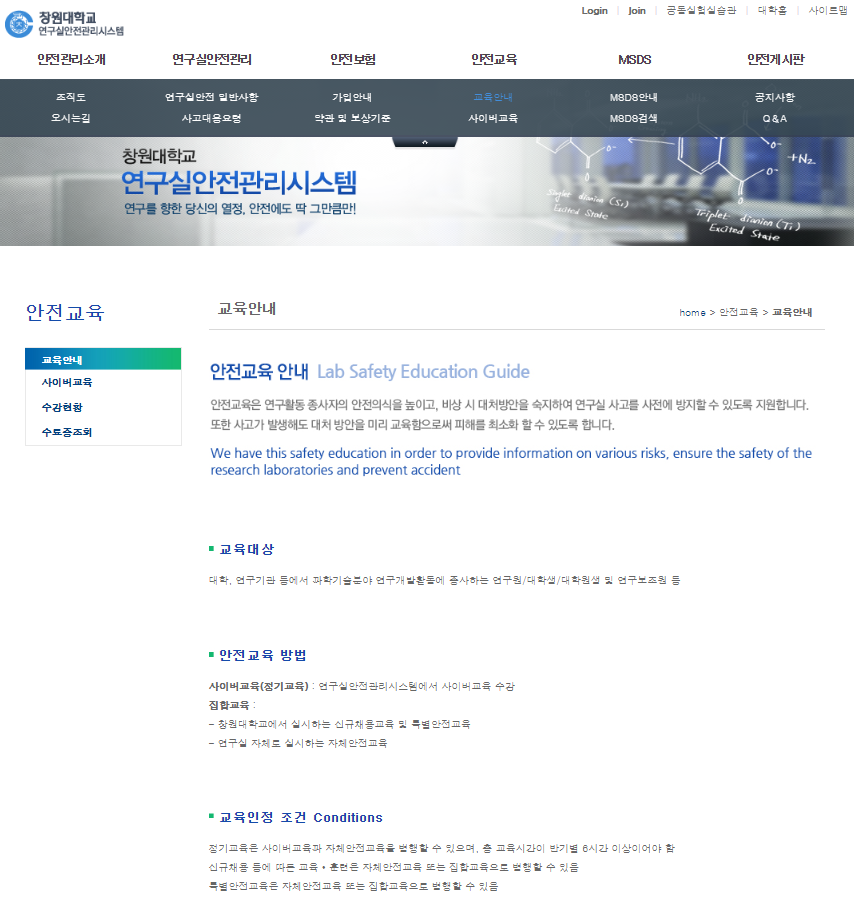 창원대학교
연구실안전관리시스템
Login | Join | 공동실험실습관 | 대학홈 | 사이트맵
안전관리소개 연구실안전관리 안전보험 안전교육 MSDS 안전게시판
조직도 연구실안전 일반사항 가입안내 교육안내 MSDS안내 공지사항
오시는길 사고대응요령 약관 및 보상기준 사이버교육 MSDS검색 Q&A
창원대학교
연구실안전관리시스템
연구를 향한 당신의 열정, 안전에도 딱 그만큼만!
O-
O-
O-
O
O
+N₂
Singlet dianion (S₁)
Excited State
Triplet dianion (T₁)
Excited State
안전교육
교육안내
사이버교육
수강현황
수료증조회
교육안내
home > 안전교육 > 교육안내
안전교육 안내 Lab Safety Education Guide
안전교육은 연구활동 종사자의 안전의식을 높이고, 비상 시 대처방안을 숙지하여 연구실 사고를 사전에 방지할 수 있도록 지원합니다.
또한 사고가 발생해도 대처 방안을 미리 교육함으로써 피해를 최소화 할 수 있도록 합니다.
We have this safety education in order to provide information on various risks, ensure the safety of the
research laboratories and prevent accident
교육대상
대학, 연구기관 등에서 과학기술분야 연구개발활동에 종사하는 연구원/대학생/대학원생 및 연구보조원 등
안전교육 방법
사이버교육(정기교육) : 연구실안전관리시스템에서 사이버교육 수강
집합교육 :
- 창원대학교에서 실시하는 신규채용교육 및 특별안전교육
- 연구실 자체로 실시하는 자체안전교육
교육인정 조건 Conditions
정기교육은 사이버교육과 자체안전교육을 병행할 수 있으며, 총 교육시간이 반기별 6시간 이상이어야 함
신규채용 등에 따른 교육 • 훈련은 자체안전교육 또는 집합교육으로 병행할 수 있음
특별안전교육은 자체안전교육 또는 집합교육으로 병행할 수 있음